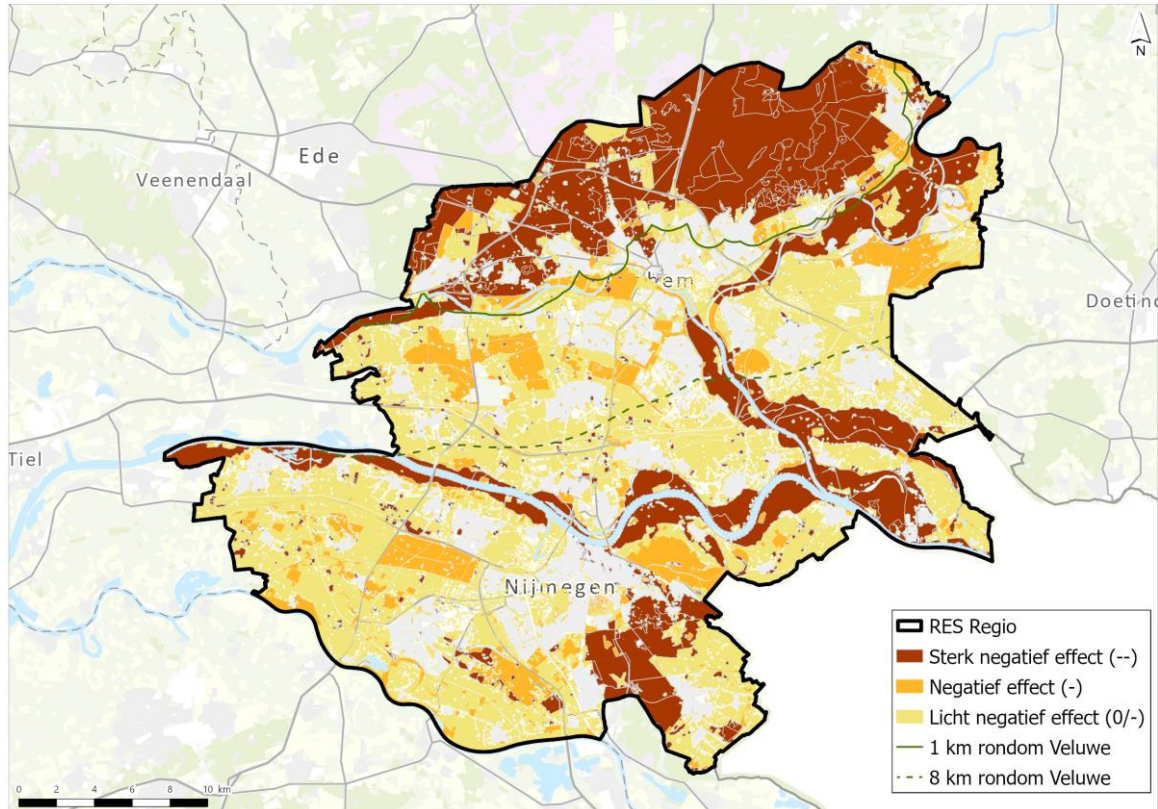 N
Ede
Veenendaal
hem
Doetinc
Tiel
Nijmegen
RES Regio
Sterk negatief effect (--)
Negatief effect (-)
Licht negatief effect (0/-)
1 km rondom Veluwe
8 km rondom Veluwe
0 2 4 6 8 10 km